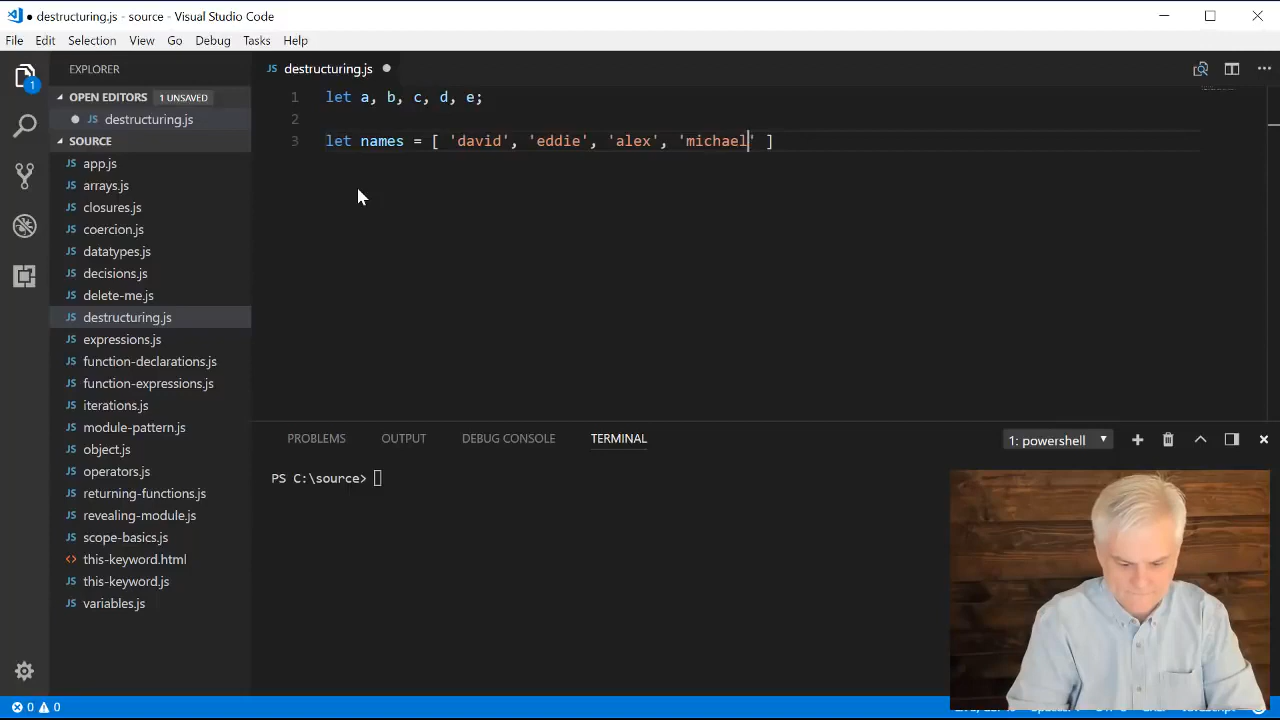 ● destructuring.js - source - Visual Studio Code
File Edit Selection View Go Debug Tasks Help
EXPLORER
OPEN EDITORS 1 UNSAVED
● destructuring.js
SOURCE
JS app.js
JS arrays.js
JS closures.js
JS coercion.js
JS datatypes.js
JS decisions.js
JS delete-me.js
JS destructuring.js
JS expressions.js
JS function-declarations.js
JS function-expressions.js
JS iterations.js
JS module-pattern.js
JS object.js
JS operators.js
JS returning-functions.js
JS revealing-module.js
JS scope-basics.js
<> this-keyword.html
JS this-keyword.js
JS variables.js
1
JS destructuring.js ●
1 let a, b, c, d, e;
2
3 let names = [ 'david', 'eddie', 'alex', 'michael' ]
PROBLEMS OUTPUT DEBUG CONSOLE TERMINAL 1: powershell
PS C:\source>
0 0